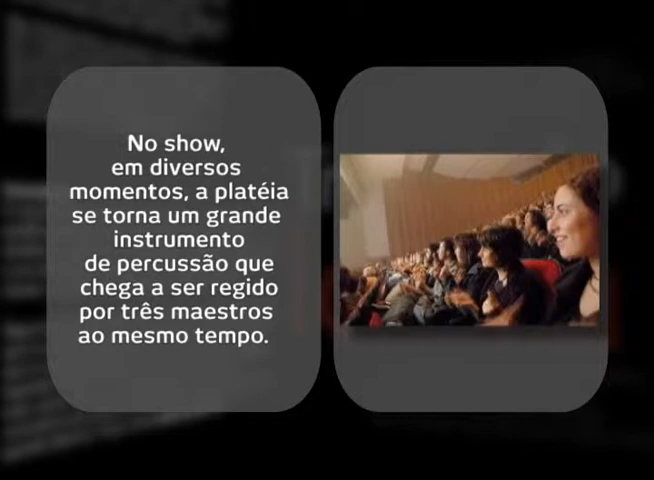 No show,
em diversos
momentos, a platéia
se torna um grande
instrumento
de percussão que
chega a ser regido
por três maestros
ao mesmo tempo.